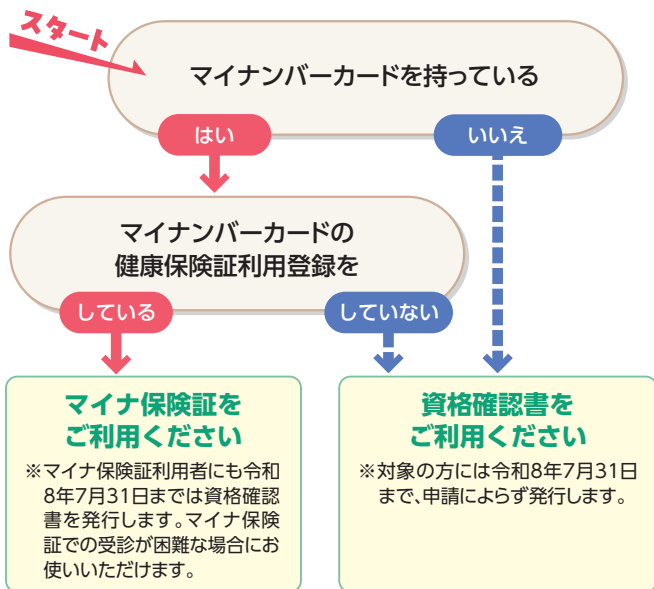 スタート
マイナンバーカードを持っている
はい
いいえ
マイナンバーカードの
健康保険証利用登録を
している
していない
マイナ保険証を
ご利用ください
※マイナ保険証利用者にも令和
8年7月31日までは資格確認
書を発行します。マイナ保険
証での受診が困難な場合にお
使いいただけます。
資格確認書を
ご利用ください
※対象の方には令和8年7月31日
まで、申請によらず発行します。